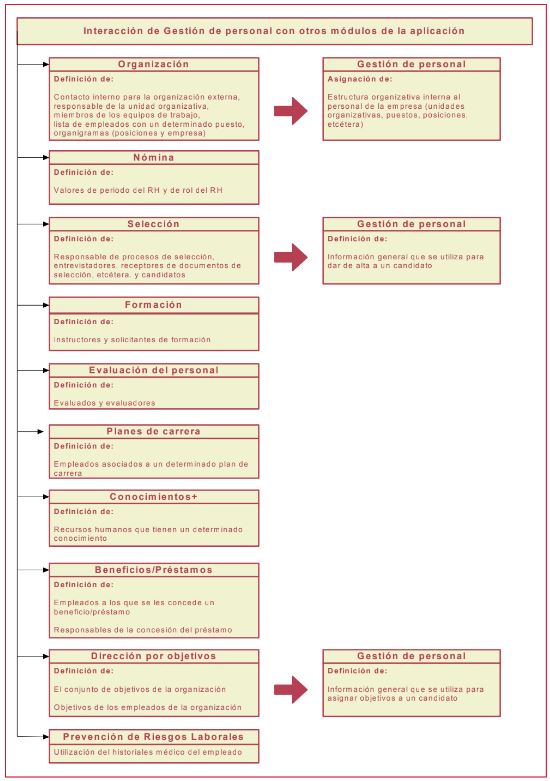 Interacción de Gestión de personal con otros módulos de la aplicación
Organización
Definición de:
Contacto interno para la organización externa,
responsable de la unidad organizativa,
miembros de los equipos de trabajo,
lista de empleados con un determinado puesto,
organigramas (posiciones y empresa)
Gestión de personal
Asignación de:
Estructura organizativa interna al
personal de la empresa (unidades
organizativas, puestos, posiciones,
etcétera)
Nómina
Definición de:
Valores de periodo del RH y de rol del RH
Selección
Definición de:
Responsable de procesos de selección,
entrevistadores, receptores de documentos de
selección, etcétera, y candidatos
Gestión de personal
Definición de:
Información general que se utiliza para
dar de alta a un candidato
Formación
Definición de:
Instructores y solicitantes de formación
Evaluación del personal
Definición de:
Evaluados y evaluadores
Planes de carrera
Definición de:
Empleados asociados a un determinado plan de
carrera
Conocimientos+
Definición de:
Recursos humanos que tienen un determinado
conocimiento
Beneficios/Préstamos
Definición de:
Empleados a los que se les concede un
beneficio/préstamo
Responsables de la concesión del préstamo
Dirección por objetivos
Definición de:
El conjunto de objetivos de la organización
Objetivos de los empleados de la organización
Gestión de personal
Definición de:
Información general que se utiliza para
asignar objetivos a un candidato
Prevención de Riesgos Laborales
Utilización del historiales médico del empleado